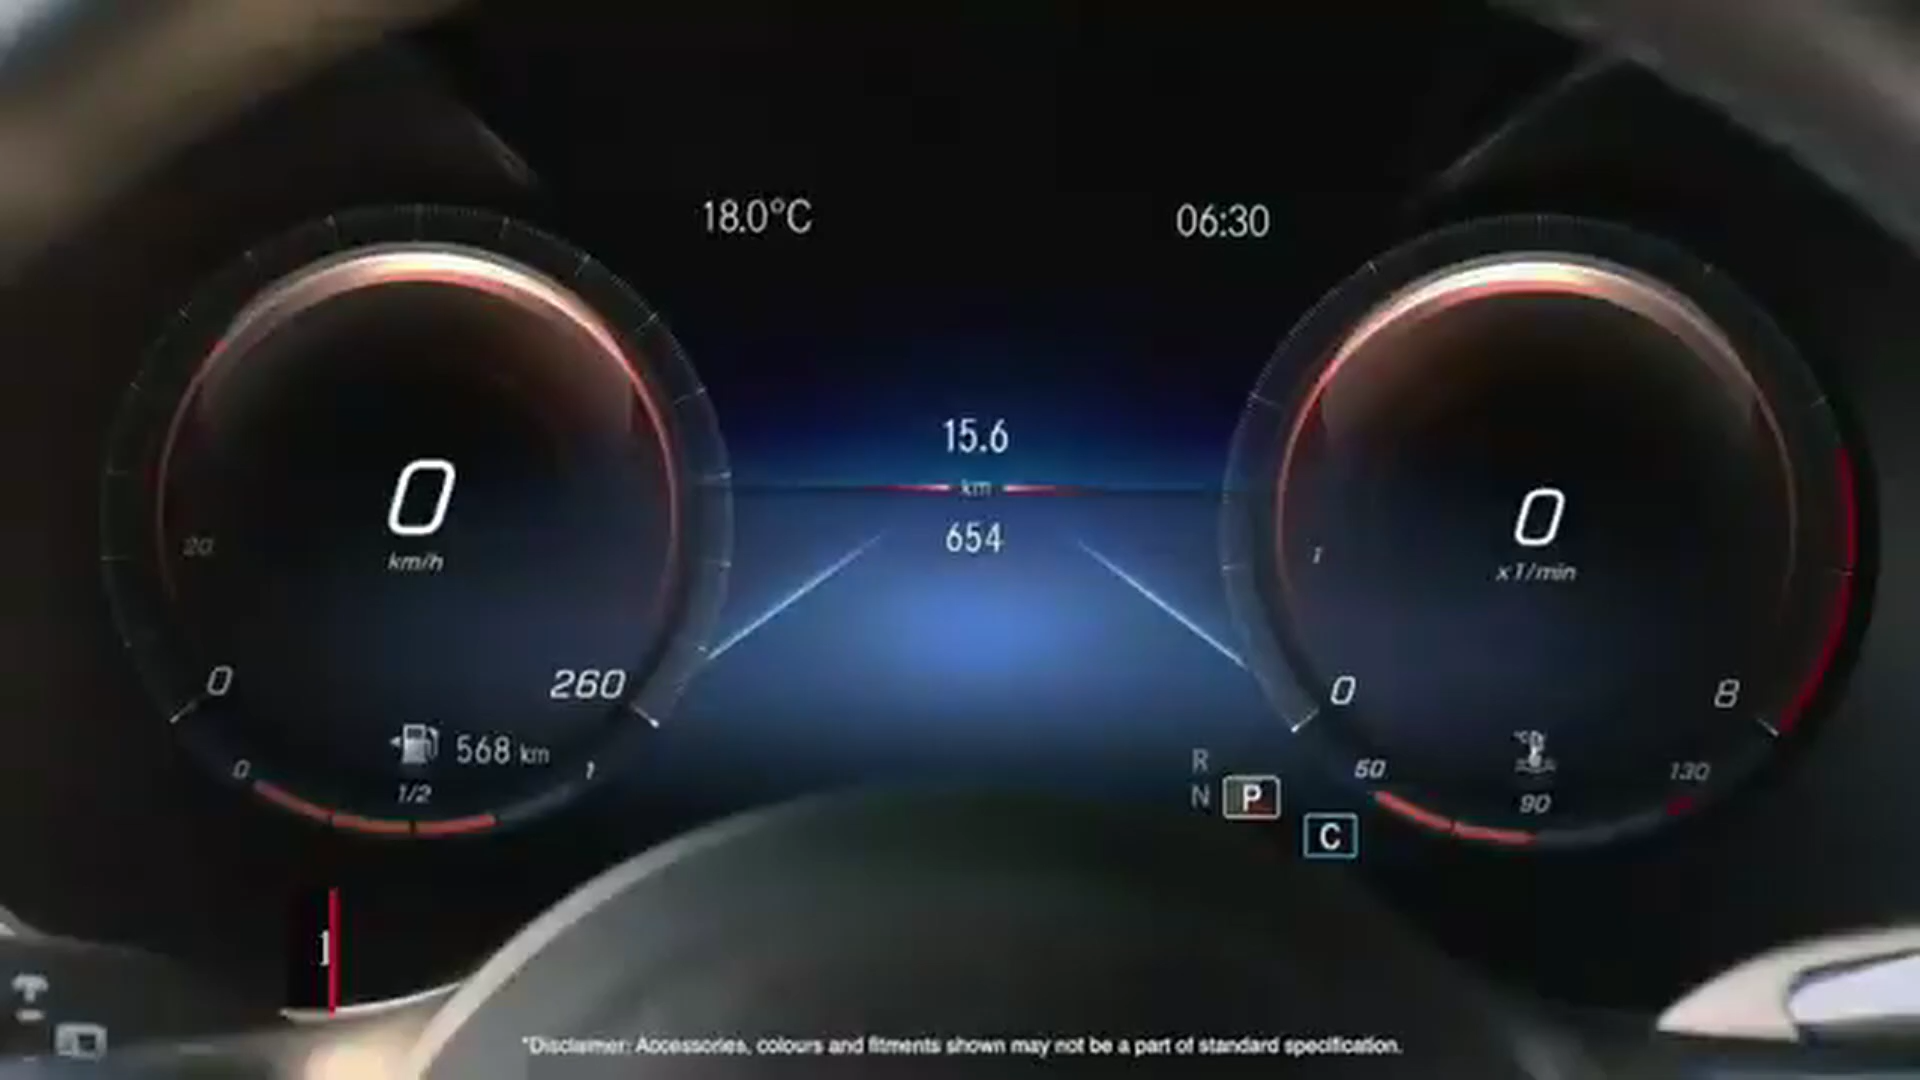 18.0°C
06:30
15.6
km
654
0
km/h
20
0
260
568 km
0
1/2
1
0
x1/min
1
0
8
60
90
130
R
N
P
C
*Disclaimer: Accessories, colours and fitments shown may not be a part of standard specification.